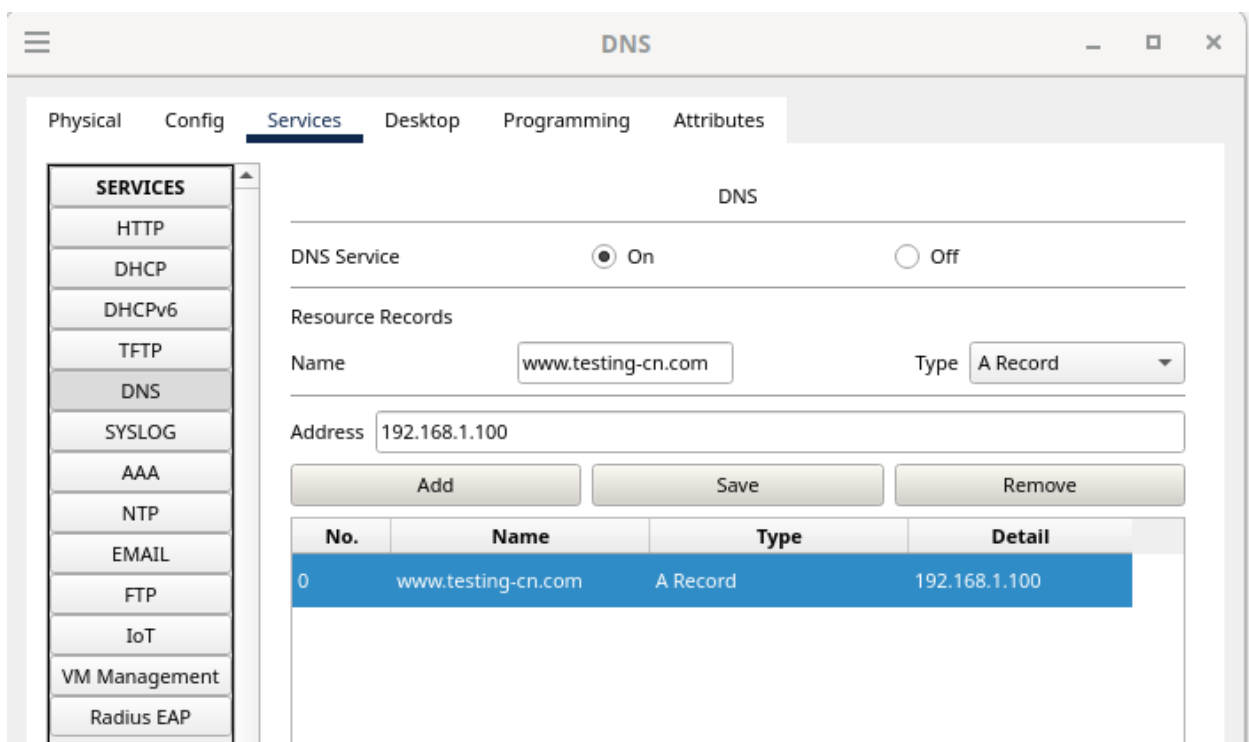 DNS
Physical Config Services Desktop Programming Attributes
SERVICES
HTTP
DHCP
DHCPv6
TFTP
DNS
SYSLOG
AAA
NTP
EMAIL
FTP
IoT
VM Management
Radius EAP
DNS
DNS Service On Off
Resource Records
Name www.testing-cn.com Type A Record
Address 192.168.1.100
Add Save Remove
No. Name Type Detail
0 www.testing-cn.com A Record 192.168.1.100